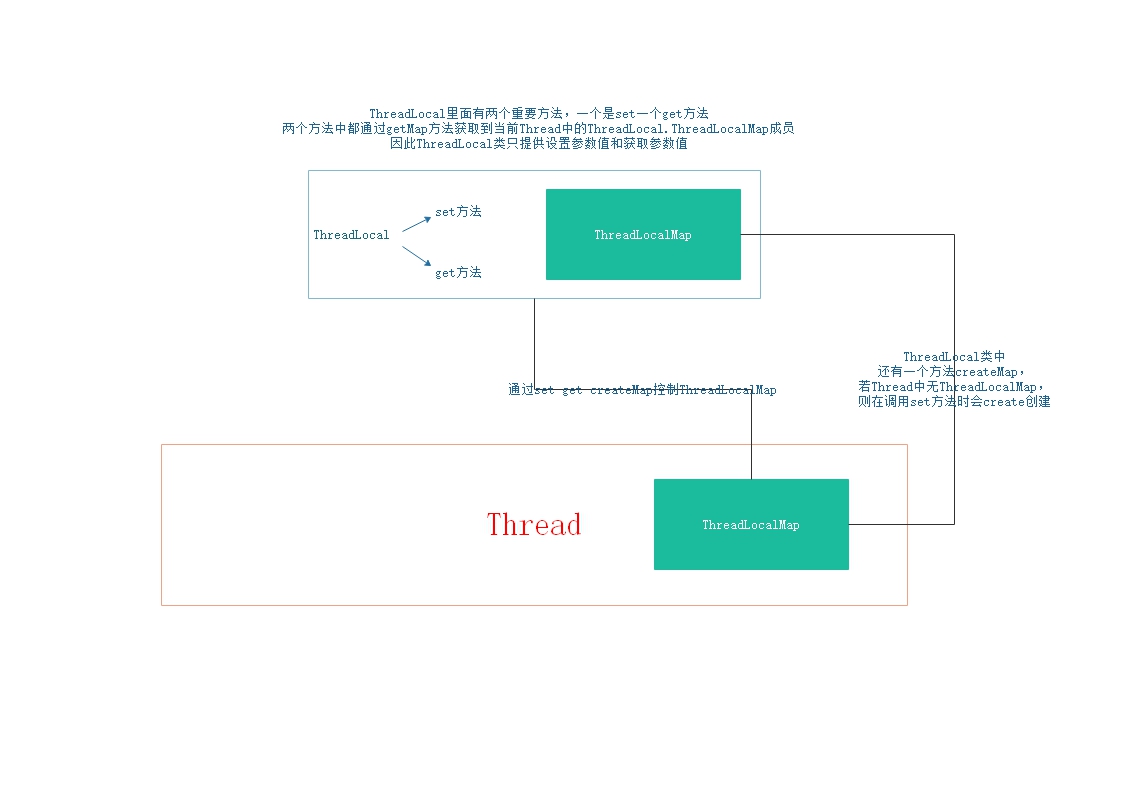 ThreadLocal里面有两个重要方法，一个是set一个get方法
两个方法中都通过getMap方法获取到当前Thread中的ThreadLocal.ThreadLocalMap成员
因此ThreadLocal类只提供设置参数值和获取参数值
set方法
ThreadLocal
ThreadLocalMap
get方法
ThreadLocal类中
还有一个方法createMap，
若Thread中无ThreadLocalMap，
则在调用set方法时会create创建
通过set get createMap控制ThreadLocalMap
Thread
ThreadLocalMap